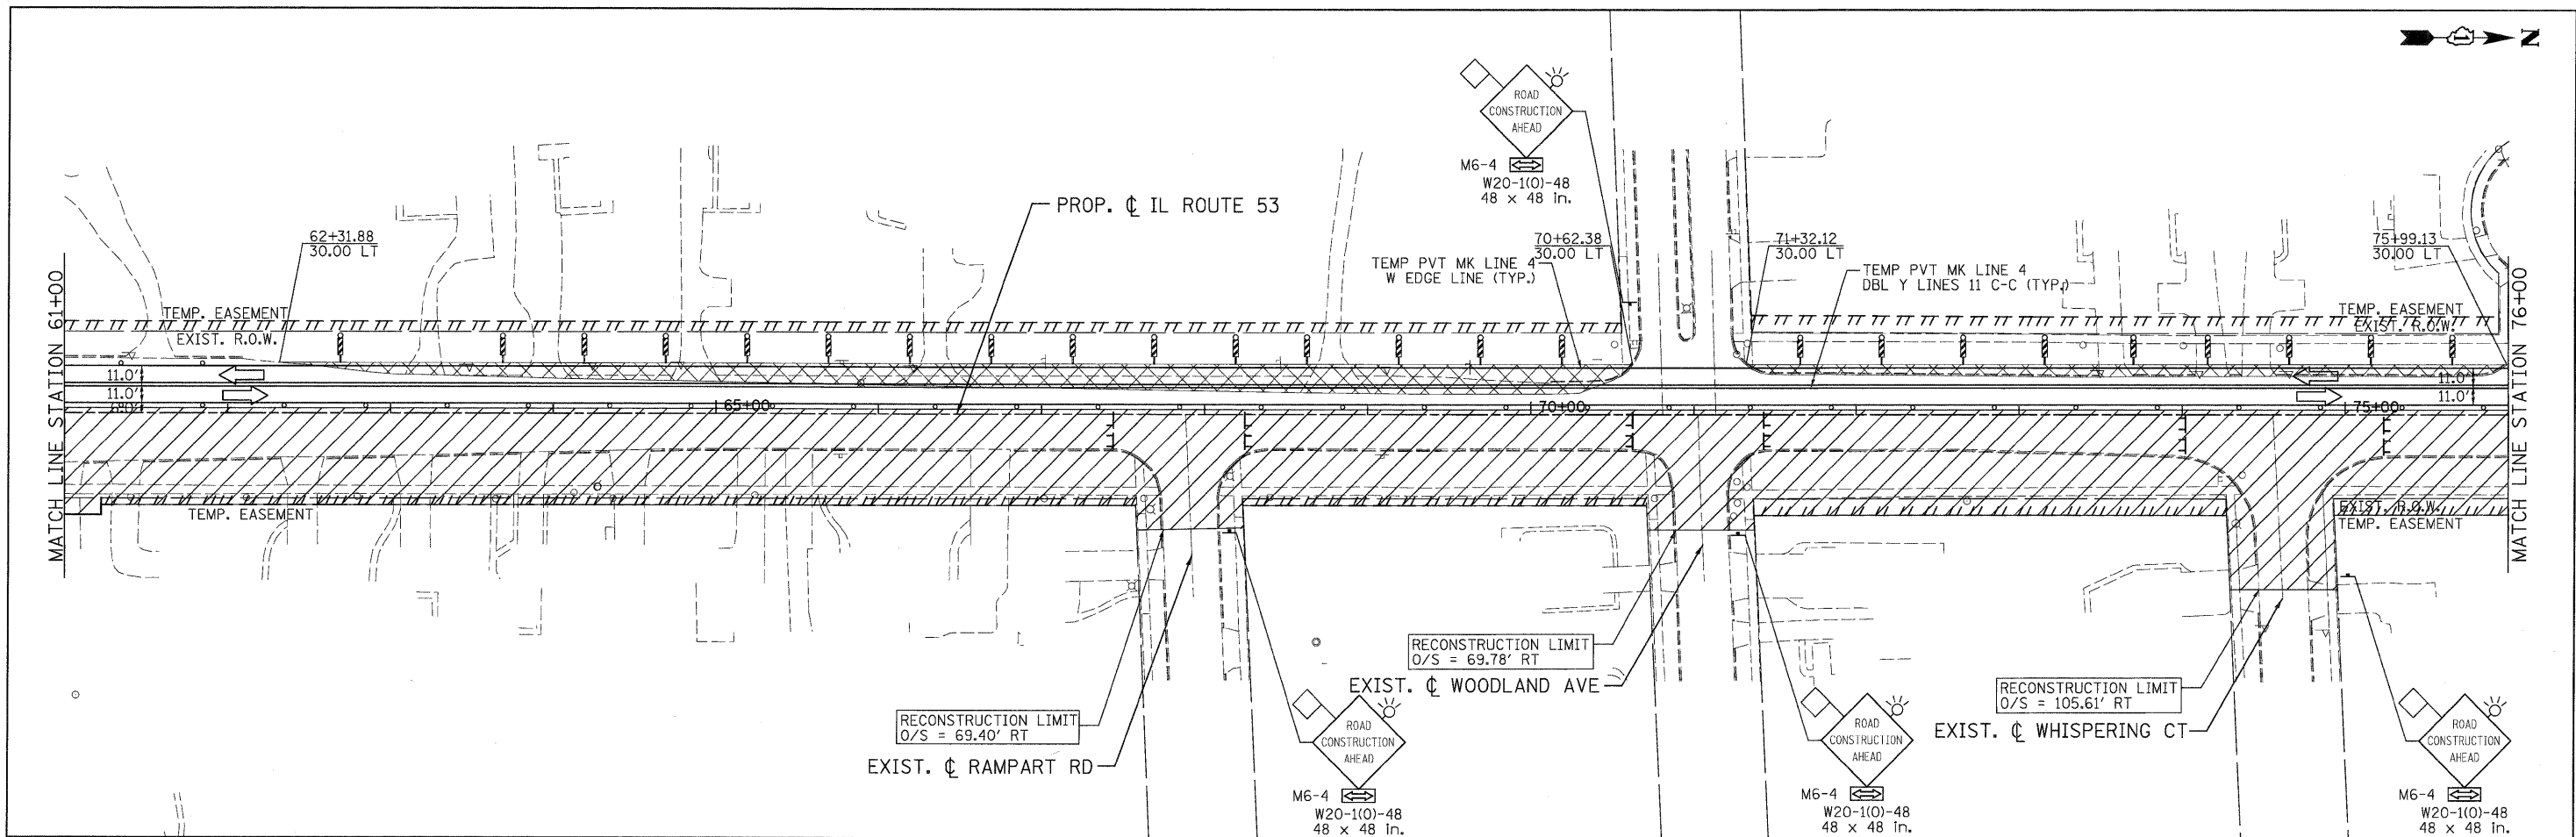 N
ROAD
CONSTRUCTION
AHEAD
M6-4
W20-1(O)-48
48 x 48 in.
PROP. ℄ IL ROUTE 53
62+31.88
30.00 LT
70+62.38
30.00 LT
71+32.12
30.00 LT
75+99.13
30.00 LT
TEMP PVT MK LINE 4
W EDGE LINE (TYP.)
TEMP PVT MK LINE 4
DBL Y LINES 11 C-C (TYP.)
MATCH LINE STATION 61+00
MATCH LINE STATION 76+00
TEMP. EASEMENT
EXIST. R.O.W.
TEMP. EASEMENT
EXIST. R.O.W.
11.0'
11.0'
11.0'
11.0'
65+00
70+00
75+00
TEMP. EASEMENT
EXIST. R.O.W.
TEMP. EASEMENT
RECONSTRUCTION LIMIT
O/S = 69.40' RT
EXIST. ℄ RAMPART RD
ROAD
CONSTRUCTION
AHEAD
M6-4
W20-1(O)-48
48 x 48 in.
RECONSTRUCTION LIMIT
O/S = 69.78' RT
EXIST. ℄ WOODLAND AVE
ROAD
CONSTRUCTION
AHEAD
M6-4
W20-1(O)-48
48 x 48 in.
RECONSTRUCTION LIMIT
O/S = 105.61' RT
EXIST. ℄ WHISPERING CT
ROAD
CONSTRUCTION
AHEAD
M6-4
W20-1(O)-48
48 x 48 in.